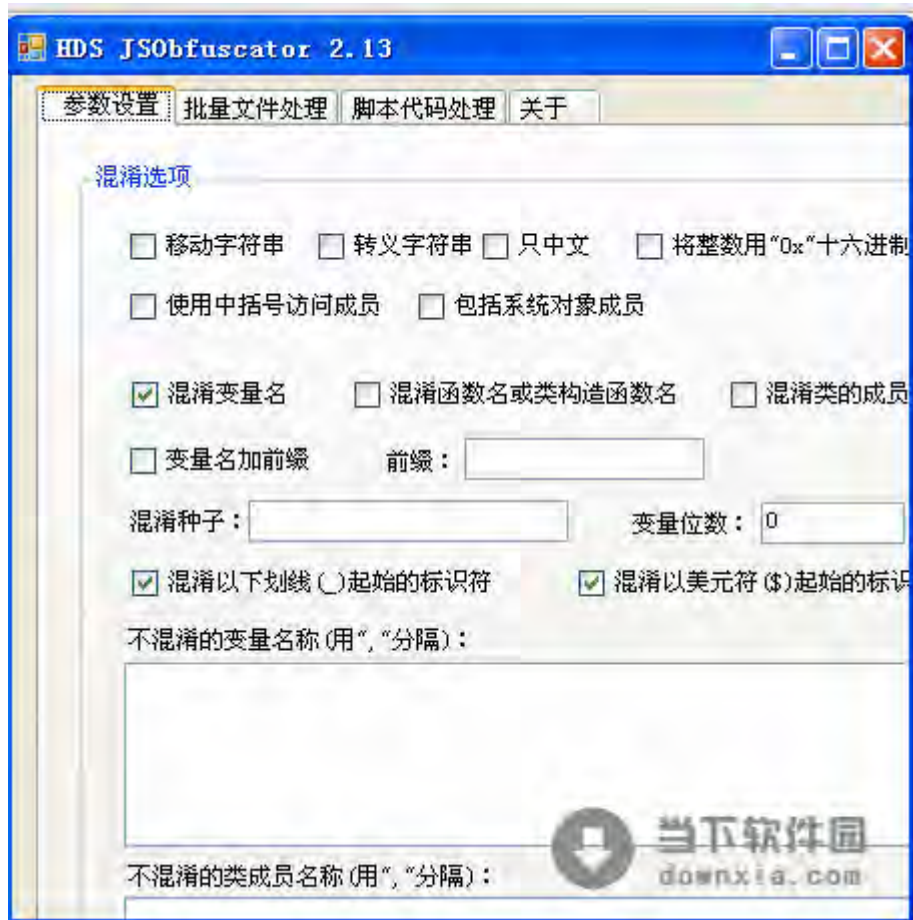 HDS JSObfuscator 2.13
参数设置 批量文件处理 脚本代码处理 关于
混淆选项
移动字符串 转义字符串 只中文 将整数用"0x"十六进制
使用中括号访问成员 包括系统对象成员
混淆变量名 混淆函数名或类构造函数名 混淆类的成员
变量名加前缀 前缀：
混淆种子： 变量位数： 0
混淆以下划线(_)起始的标识符 混淆以美元符($)起始的标识
不混淆的变量名称(用","分隔)：
当下软件园
downxia.com
不混淆的类成员名称(用","分隔)：